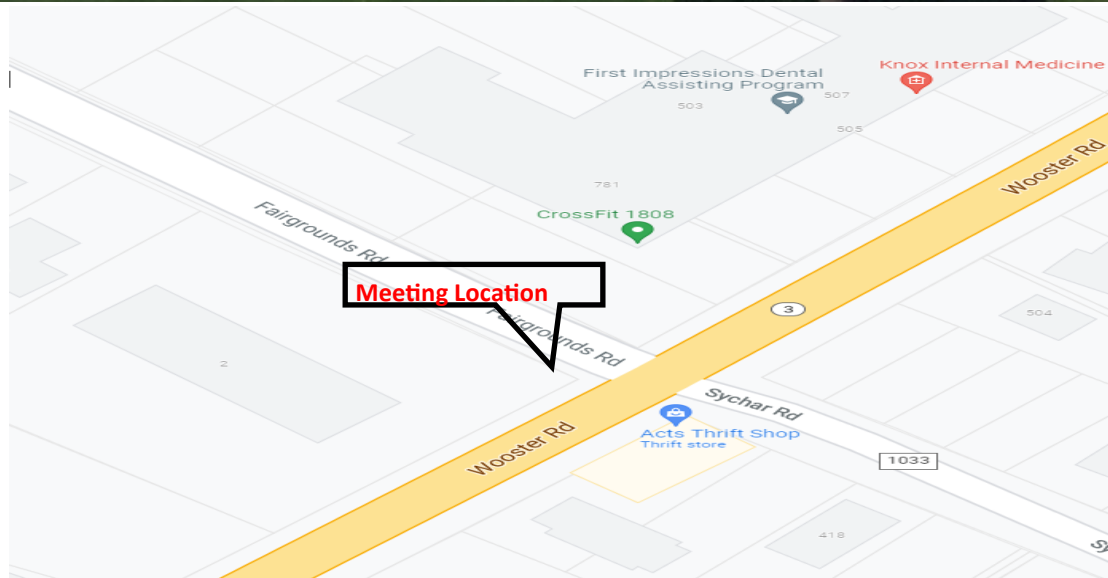 First Impressions Dental
Assisting Program
503
507
505
Knox Internal Medicine
781
CrossFit 1808
Wooster Rd
Fairgrounds Rd
Meeting Location
Fairgrounds Rd
3
504
2
Sychar Rd
Acts Thrift Shop
Thrift store
Wooster Rd
1033
418